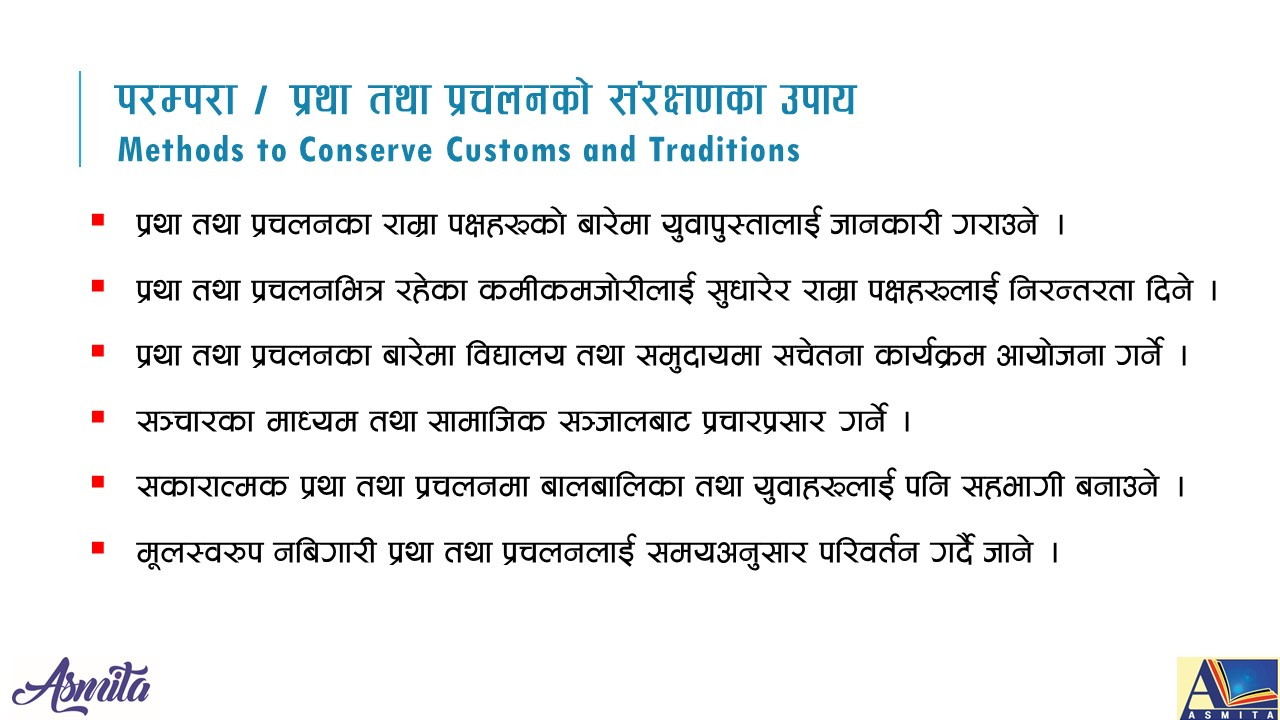 परम्परा / प्रथा तथा प्रचलनको संरक्षणका उपाय
Methods to Conserve Customs and Traditions
▪ प्रथा तथा प्रचलनका राम्रा पक्षहरुको बारेमा युवापुस्तालाई जानकारी गराउने ।
▪ प्रथा तथा प्रचलनभित्र रहेका कमीकमजोरीलाई सुधारेर राम्रा पक्षहरुलाई निरन्तरता दिने ।
▪ प्रथा तथा प्रचलनका बारेमा विद्यालय तथा समुदायमा सचेतना कार्यक्रम आयोजना गर्ने ।
▪ सञ्चारका माध्यम तथा सामाजिक सञ्जालबाट प्रचारप्रसार गर्ने ।
▪ सकारात्मक प्रथा तथा प्रचलनमा बालबालिका तथा युवाहरुलाई पनि सहभागी बनाउने ।
▪ मूलस्वरुप नबिगारी प्रथा तथा प्रचलनलाई समयअनुसार परिवर्तन गर्दै जाने ।
Asmita
ASMITA